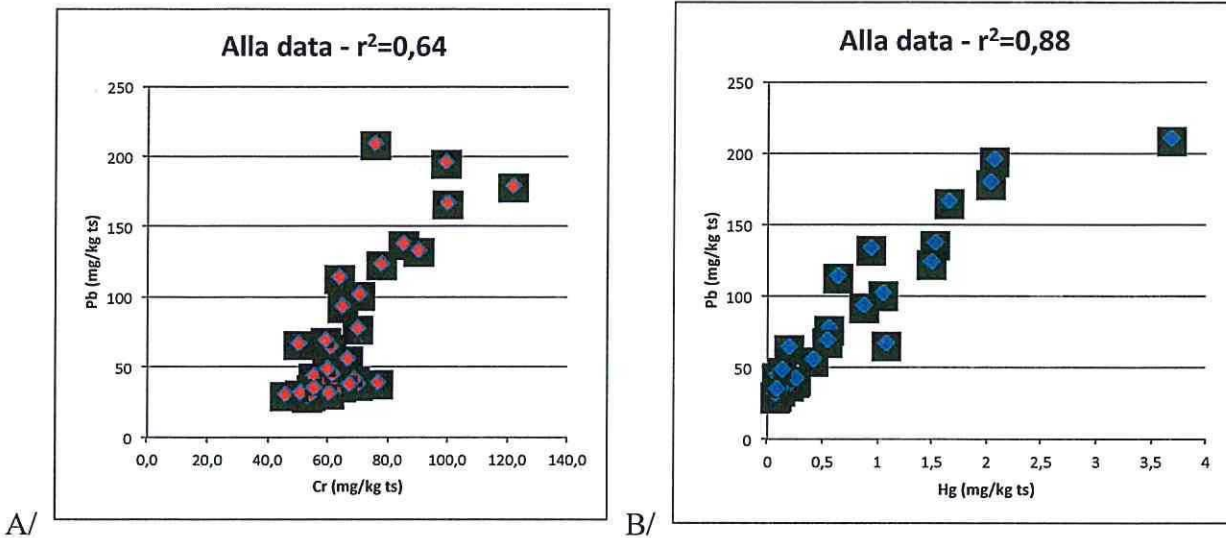 Alla data - r²=0,64
250
200
150
100
50
0
Pb (mg/kg ts)
0,0 20,0 40,0 60,0 80,0 100,0 120,0 140,0
Cr (mg/kg ts)
A/
Alla data - r²=0,88
250
200
150
100
50
0
Pb (mg/kg ts)
0 0,5 1 1,5 2 2,5 3 3,5 4
Hg (mg/kg ts)
B/